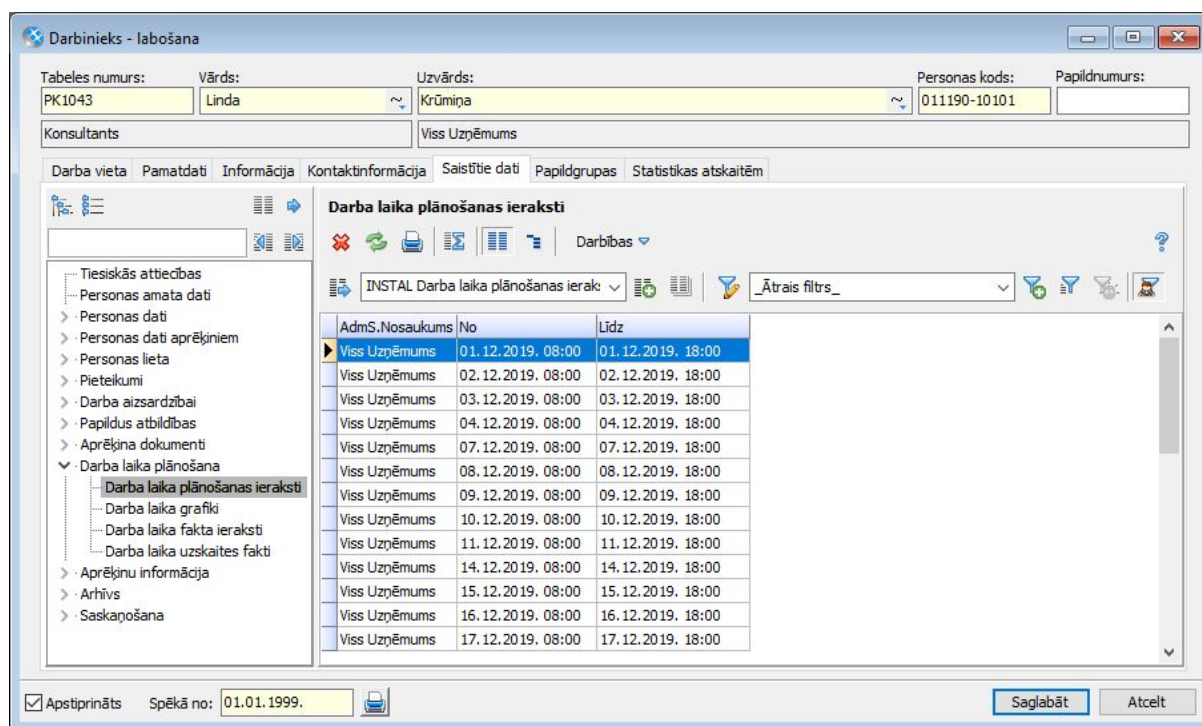 Darbinieks - labošana
Tabeles numurs: Vārds: Uzvārds: Personas kods: Papildnumurs:
PK1043 Linda Krūmiņa 011190-10101
Konsultants Viss Uzņēmums
Darba vieta Pamatdati Informācija Kontaktinformācija Saistītie dati Papildgrupas Statistikas atskaitēm
Darba laika plānošanas ieraksti
Darbības
INSTAL Darba laika plānošanas ierak: _Ātrais filtrs_
Tiesiskās attiecības
Personas amata dati
Personas dati
Personas dati aprēķiniem
Personas lieta
Pieteikumi
Darba aizsardzībai
Papildus atbildības
Aprēķina dokumenti
Darba laika plānošana
Darba laika plānošanas ieraksti
Darba laika grafiki
Darba laika fakta ieraksti
Darba laika uzskaites fakti
Aprēķinu informācija
Arhīvs
Saskaņošana
AdmS.Nosaukums No Līdz
Viss Uzņēmums 01.12.2019. 08:00 01.12.2019. 18:00
Viss Uzņēmums 02.12.2019. 08:00 02.12.2019. 18:00
Viss Uzņēmums 03.12.2019. 08:00 03.12.2019. 18:00
Viss Uzņēmums 04.12.2019. 08:00 04.12.2019. 18:00
Viss Uzņēmums 07.12.2019. 08:00 07.12.2019. 18:00
Viss Uzņēmums 08.12.2019. 08:00 08.12.2019. 18:00
Viss Uzņēmums 09.12.2019. 08:00 09.12.2019. 18:00
Viss Uzņēmums 10.12.2019. 08:00 10.12.2019. 18:00
Viss Uzņēmums 11.12.2019. 08:00 11.12.2019. 18:00
Viss Uzņēmums 14.12.2019. 08:00 14.12.2019. 18:00
Viss Uzņēmums 15.12.2019. 08:00 15.12.2019. 18:00
Viss Uzņēmums 16.12.2019. 08:00 16.12.2019. 18:00
Viss Uzņēmums 17.12.2019. 08:00 17.12.2019. 18:00
Apstiprināts Spēkā no: 01.01.1999. Saglabāt Atcelt